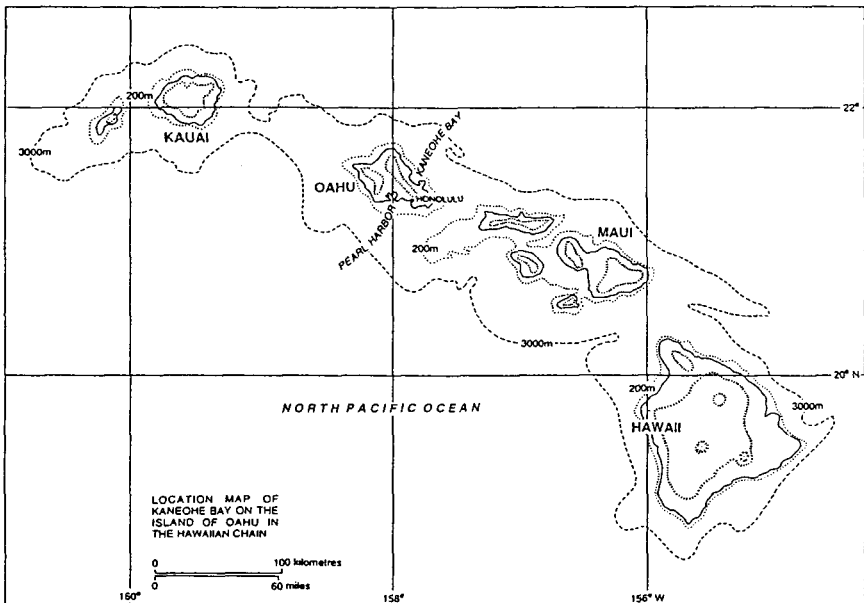 200m
22°
KAUAI
3000m
KANEOHE BAY
OAHU
HONOLULU
PEARL HARBOR
200m
MAUI
3000m
20° N
200m
3000m
NORTH PACIFIC OCEAN
HAWAII
LOCATION MAP OF
KANEOHE BAY ON THE
ISLAND OF OAHU IN
THE HAWAIIAN CHAIN
0 100 kilometres
0 60 miles
160° 158° 156° W